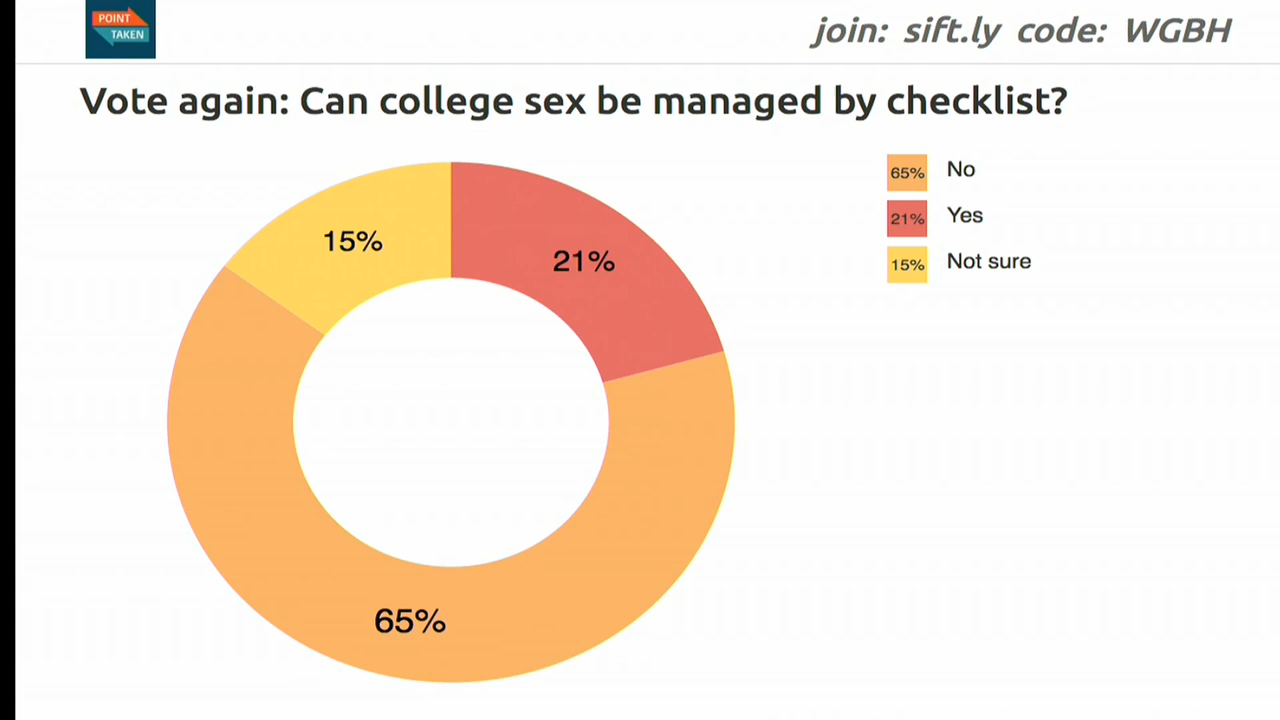 POINT
TAKEN
join: sift.ly code: WGBH
Vote again: Can college sex be managed by checklist?
65% No
21% Yes
15% Not sure
15%
21%
65%